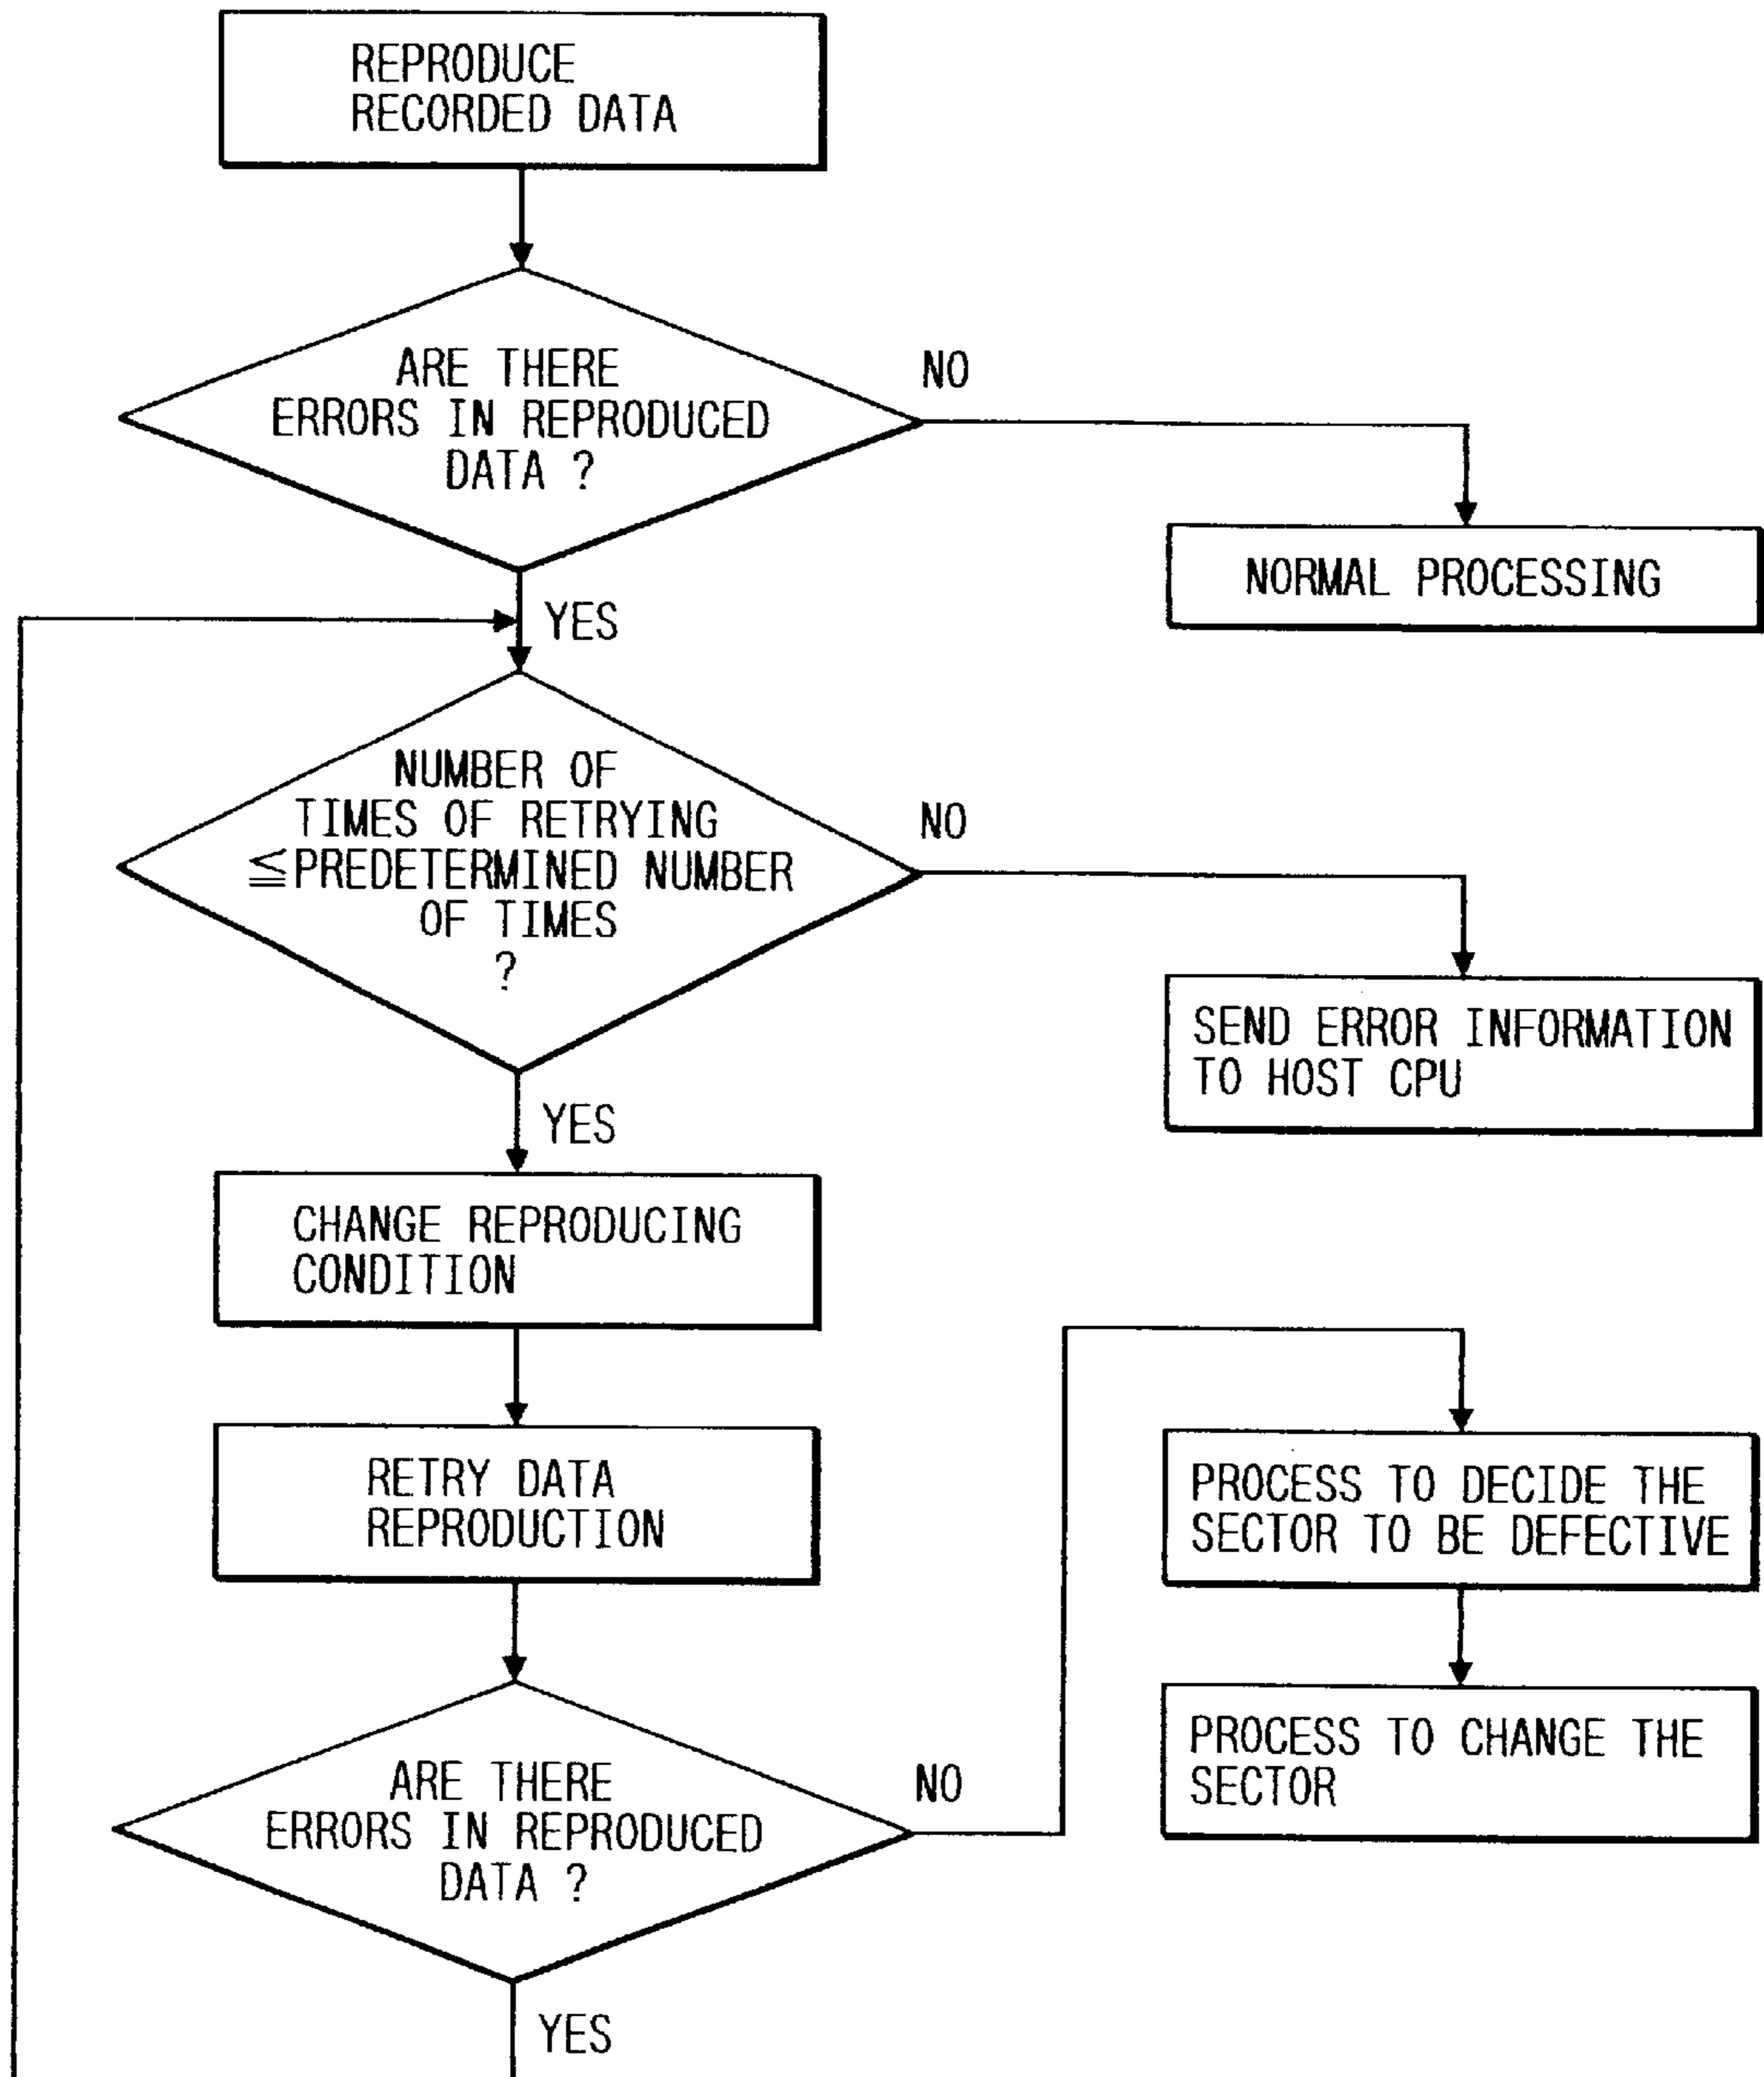 REPRODUCE
RECORDED DATA
ARE THERE
ERRORS IN REPRODUCED
DATA ?
NO
NORMAL PROCESSING
YES
NUMBER OF
TIMES OF RETRYING
≦PREDETERMINED NUMBER
OF TIMES
?
NO
SEND ERROR INFORMATION
TO HOST CPU
YES
CHANGE REPRODUCING
CONDITION
RETRY DATA
REPRODUCTION
ARE THERE
ERRORS IN REPRODUCED
DATA ?
NO
PROCESS TO DECIDE THE
SECTOR TO BE DEFECTIVE
PROCESS TO CHANGE THE
SECTOR
YES